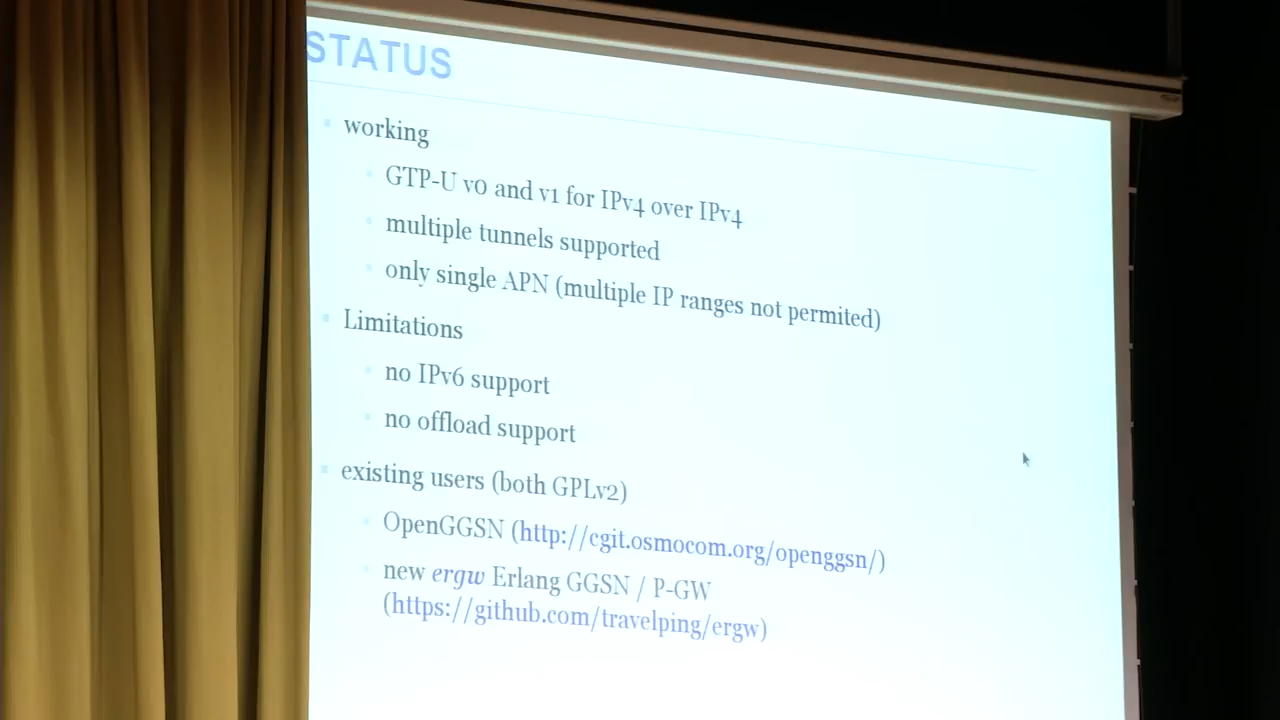 STATUS
working
GTP-U v0 and v1 for IPv4 over IPv4
multiple tunnels supported
only single APN (multiple IP ranges not permited)
Limitations
no IPv6 support
no offload support
existing users (both GPLv2)
OpenGGSN (http://cgit.osmocom.org/openggsn/)
new ergw Erlang GGSN / P-GW
(https://github.com/travelping/ergw)